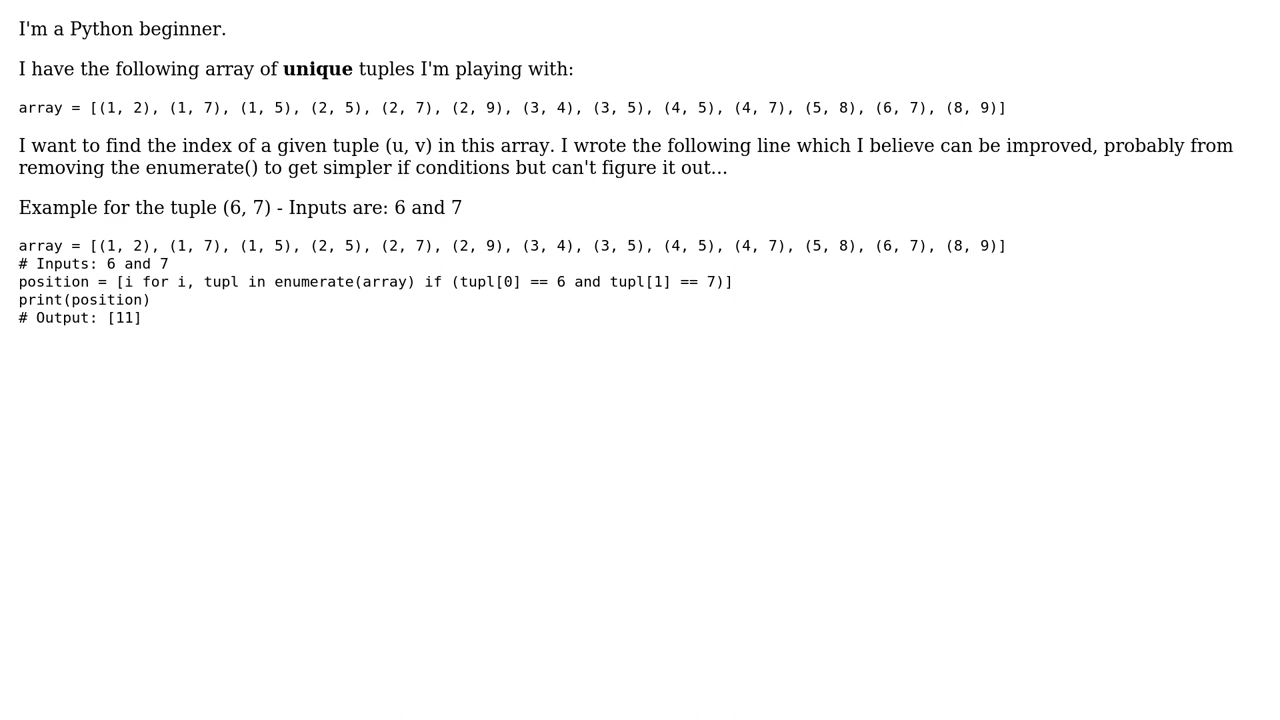 I'm a Python beginner.
I have the following array of unique tuples I'm playing with:
array = [(1, 2), (1, 7), (1, 5), (2, 5), (2, 7), (2, 9), (3, 4), (3, 5), (4, 5), (4, 7), (5, 8), (6, 7), (8, 9)]
I want to find the index of a given tuple (u, v) in this array. I wrote the following line which I believe can be improved, probably from
removing the enumerate() to get simpler if conditions but can't figure it out...
Example for the tuple (6, 7) - Inputs are: 6 and 7
array = [(1, 2), (1, 7), (1, 5), (2, 5), (2, 7), (2, 9), (3, 4), (3, 5), (4, 5), (4, 7), (5, 8), (6, 7), (8, 9)]
# Inputs: 6 and 7
position = [i for i, tupl in enumerate(array) if (tupl[0] == 6 and tupl[1] == 7)]
print(position)
# Output: [11]